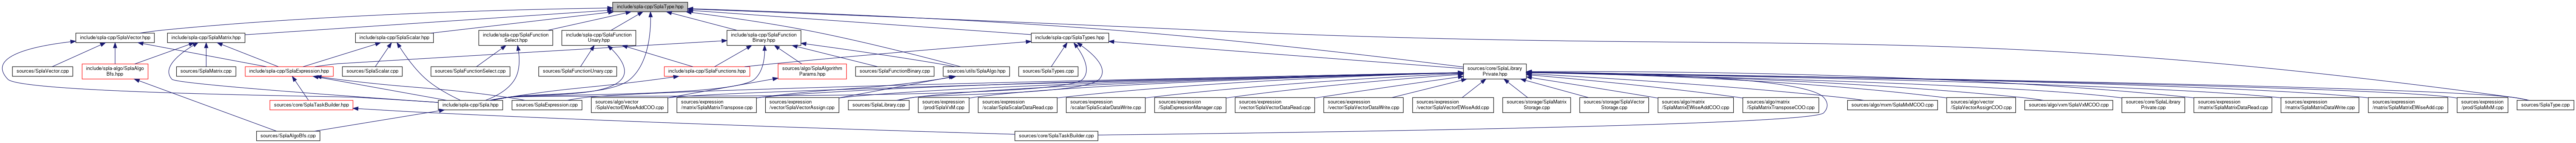 include/spla-cpp/SplaType.hpp
include/spla-cpp/SplaVector.hpp
include/spla-cpp/SplaMatrix.hpp
include/spla-cpp/SplaScalar.hpp
include/spla-cpp/SplaFunction
Select.hpp
include/spla-cpp/SplaFunction
Unary.hpp
include/spla-cpp/SplaFunction
Binary.hpp
include/spla-cpp/SplaTypes.hpp
sources/SplaVector.cpp
include/spla-algo/SplaAlgo
Bfs.hpp
sources/SplaMatrix.cpp
include/spla-cpp/SplaExpression.hpp
sources/SplaScalar.cpp
sources/SplaFunctionSelect.cpp
sources/SplaFunctionUnary.cpp
include/spla-cpp/SplaFunctions.hpp
sources/algo/SplaAlgorithm
Params.hpp
sources/SplaFunctionBinary.cpp
sources/utils/SplaAlgo.hpp
sources/SplaTypes.cpp
sources/core/SplaLibrary
Private.hpp
sources/core/SplaTaskBuilder.hpp
include/spla-cpp/Spla.hpp
sources/SplaExpression.cpp
sources/algo/vector
/SplaVectorEWiseAddCOO.cpp
sources/expression
/matrix/SplaMatrixTranspose.cpp
sources/expression
/vector/SplaVectorAssign.cpp
sources/SplaLibrary.cpp
sources/expression
/prod/SplaVxM.cpp
sources/expression
/scalar/SplaScalarDataRead.cpp
sources/expression
/scalar/SplaScalarDataWrite.cpp
sources/expression
/SplaExpressionManager.cpp
sources/expression
/vector/SplaVectorDataRead.cpp
sources/expression
/vector/SplaVectorDataWrite.cpp
sources/expression
/vector/SplaVectorEWiseAdd.cpp
sources/storage/SplaMatrix
Storage.cpp
sources/storage/SplaVector
Storage.cpp
sources/algo/matrix
/SplaMatrixEWiseAddCOO.cpp
sources/algo/matrix
/SplaMatrixTransposeCOO.cpp
sources/algo/mxm/SplaMxMCOO.cpp
sources/algo/vector
/SplaVectorAssignCOO.cpp
sources/algo/vxm/SplaVxMCOO.cpp
sources/core/SplaLibrary
Private.cpp
sources/expression
/matrix/SplaMatrixDataRead.cpp
sources/expression
/matrix/SplaMatrixDataWrite.cpp
sources/expression
/matrix/SplaMatrixEWiseAdd.cpp
sources/expression
/prod/SplaMxM.cpp
sources/SplaType.cpp
sources/SplaAlgoBfs.cpp
sources/core/SplaTaskBuilder.cpp